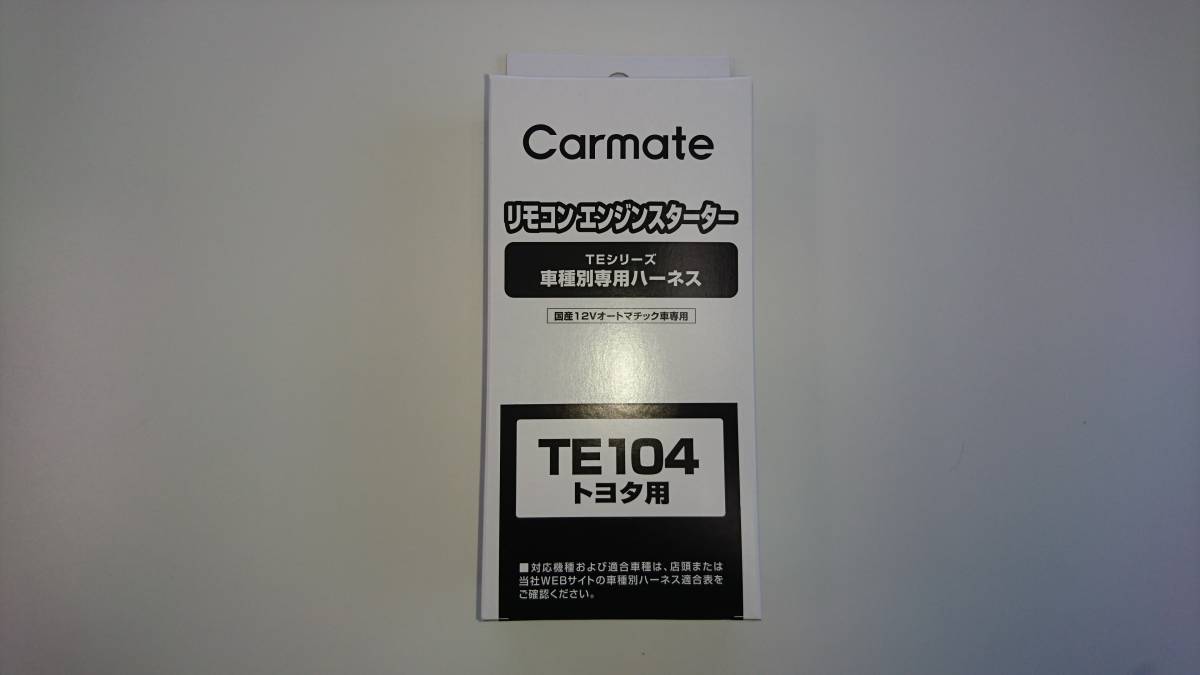 Carmate
リモコンエンジンスターター
TEシリーズ
車種別専用ハーネス
国産12Vオートマチック車専用
TE104
トヨタ用
■対応機種および適合車種は、店頭または
当社WEBサイトの車種別ハーネス適合表を
ご確認ください。